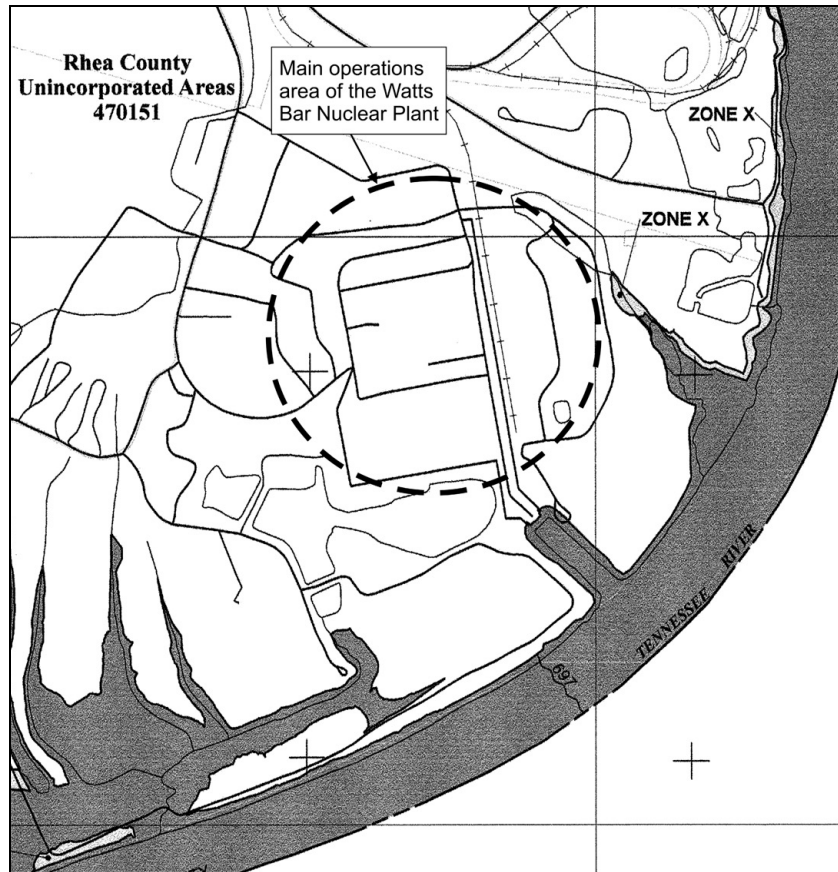 Rhea County
Unincorporated Areas
470151
Main operations
area of the Watts
Bar Nuclear Plant
ZONE X
ZONE X
TENNESSEE RIVER
697